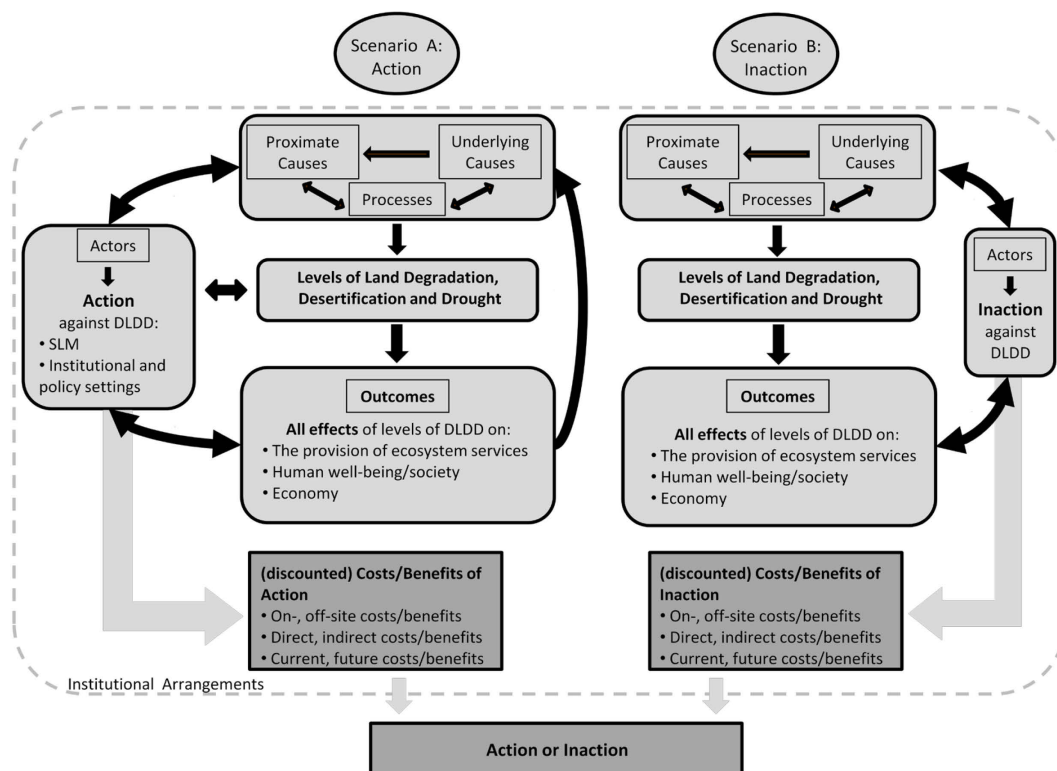 Scenario A:
Action
Scenario B:
Inaction
Proximate
Causes
Underlying
Causes
Processes
Actors
Action
against DLDD:
• SLM
• Institutional and
policy settings
Levels of Land Degradation,
Desertification and Drought
Outcomes
All effects of levels of DLDD on:
• The provision of ecosystem services
• Human well-being/society
• Economy
(discounted) Costs/Benefits of
Action
• On-, off-site costs/benefits
• Direct, indirect costs/benefits
• Current, future costs/benefits
Proximate
Causes
Underlying
Causes
Processes
Levels of Land Degradation,
Desertification and Drought
Actors
Inaction
against
DLDD
Outcomes
All effects of levels of DLDD on:
• The provision of ecosystem services
• Human well-being/society
• Economy
(discounted) Costs/Benefits of
Inaction
• On-, off-site costs/benefits
• Direct, indirect costs/benefits
• Current, future costs/benefits
Institutional Arrangements
Action or Inaction